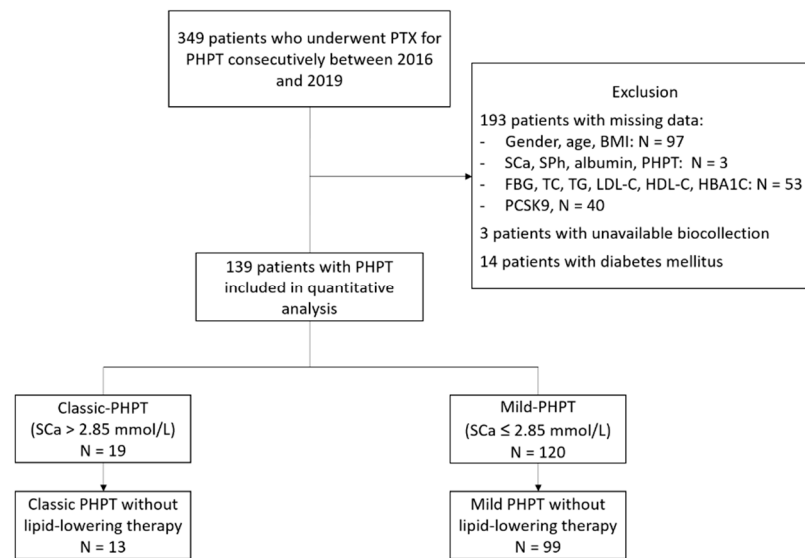 349 patients who underwent PTX for
PHPT consecutively between 2016
and 2019
Exclusion
193 patients with missing data:
- Gender, age, BMI: N = 97
- SCa, SPh, albumin, PHPT:  N = 3
- FBG, TC, TG, LDL-C, HDL-C, HBA1C: N = 53
- PCSK9, N = 40
3 patients with unavailable biocollection
14 patients with diabetes mellitus
139 patients with PHPT
included in quantitative
analysis
Classic-PHPT
(SCa > 2.85 mmol/L)
N = 19
Mild-PHPT
(SCa ≤ 2.85 mmol/L)
N = 120
Classic PHPT without
lipid-lowering therapy
N = 13
Mild PHPT without
lipid-lowering therapy
N = 99